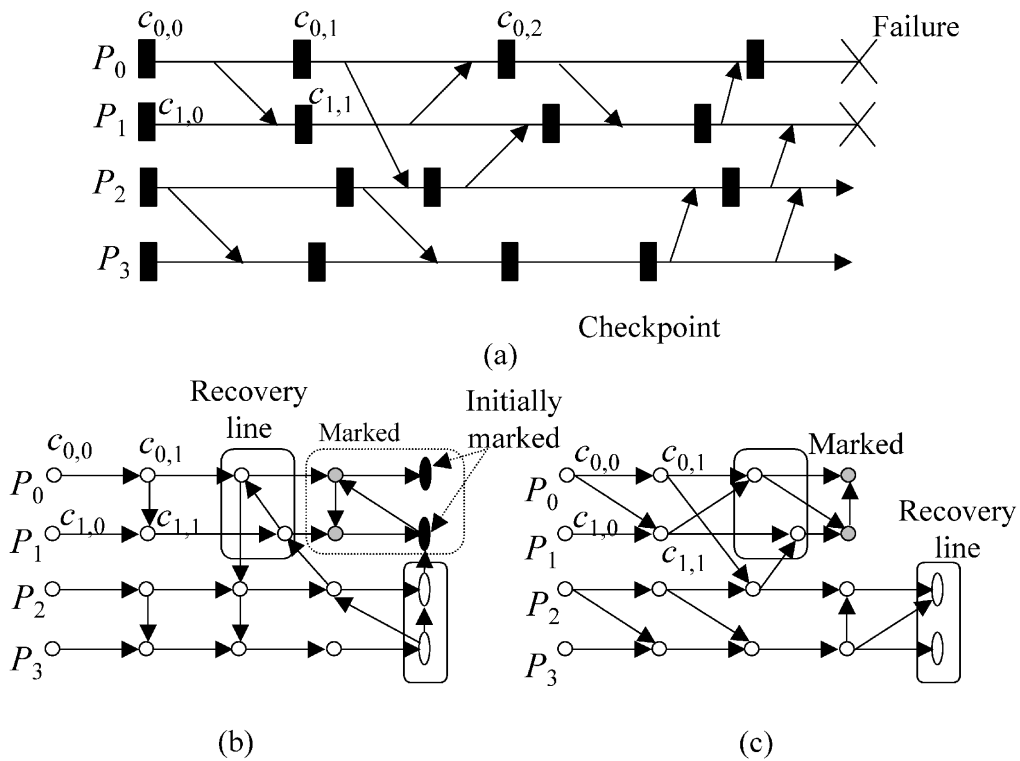 c0,0 c0,1 c0,2 Failure
P0
c1,0 c1,1
P1
P2
P3
Checkpoint
(a)
Recovery
line
Initially
marked
Marked
c0,0 c0,1
P0
c1,0 c1,1
P1
P2
P3
(b)
Marked
c0,0 c0,1
P0
c1,0
P1
c1,1
Recovery
line
P2
P3
(c)